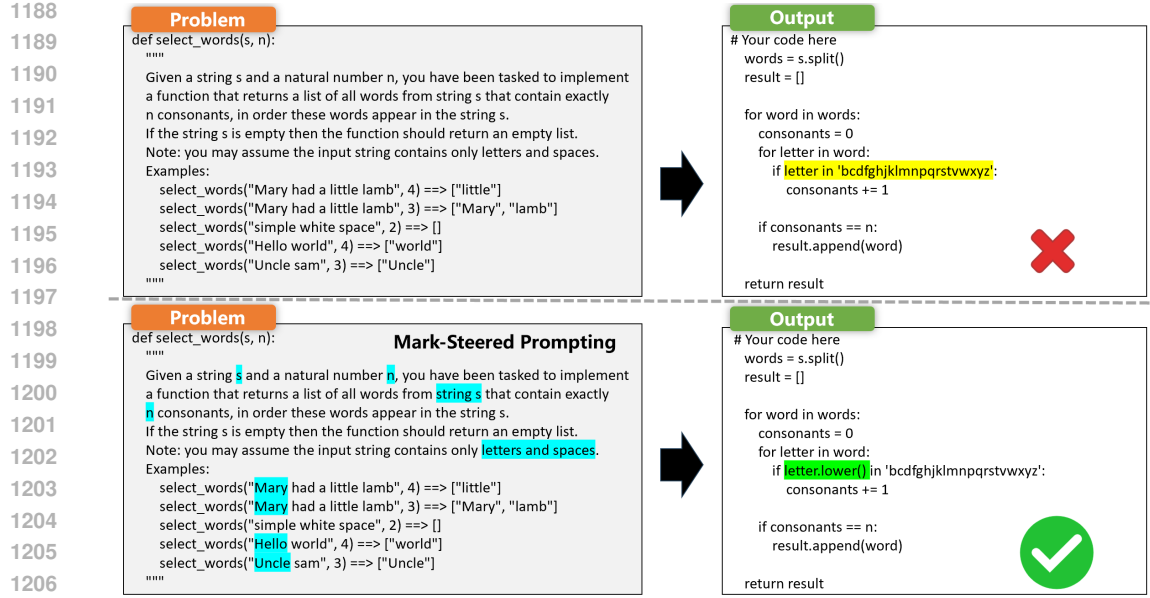 1188
1189
1190
1191
1192
1193
1194
1195
1196
1197
1198
1199
1200
1201
1202
1203
1204
1205
1206
Problem
def select_words(s, n):
"""
Given a string s and a natural number n, you have been tasked to implement
a function that returns a list of all words from string s that contain exactly
n consonants, in order these words appear in the string s.
If the string s is empty then the function should return an empty list.
Note: you may assume the input string contains only letters and spaces.
Examples:
select_words("Mary had a little lamb", 4) ==> ["little"]
select_words("Mary had a little lamb", 3) ==> ["Mary", "lamb"]
select_words("simple white space", 2) ==> []
select_words("Hello world", 4) ==> ["world"]
select_words("Uncle sam", 3) ==> ["Uncle"]
"""
Output
# Your code here
words = s.split()
result = []
for word in words:
consonants = 0
for letter in word:
if letter in 'bcdfghjklmnpqrstvwxyz':
consonants += 1
if consonants == n:
result.append(word)
return result
Problem
Mark-Steered Prompting
def select_words(s, n):
"""
Given a string s and a natural number n, you have been tasked to implement
a function that returns a list of all words from string s that contain exactly
n consonants, in order these words appear in the string s.
If the string s is empty then the function should return an empty list.
Note: you may assume the input string contains only letters and spaces.
Examples:
select_words("Mary had a little lamb", 4) ==> ["little"]
select_words("Mary had a little lamb", 3) ==> ["Mary", "lamb"]
select_words("simple white space", 2) ==> []
select_words("Hello world", 4) ==> ["world"]
select_words("Uncle sam", 3) ==> ["Uncle"]
"""
Output
# Your code here
words = s.split()
result = []
for word in words:
consonants = 0
for letter in word:
if letter.lower() in 'bcdfghjklmnpqrstvwxyz':
consonants += 1
if consonants == n:
result.append(word)
return result